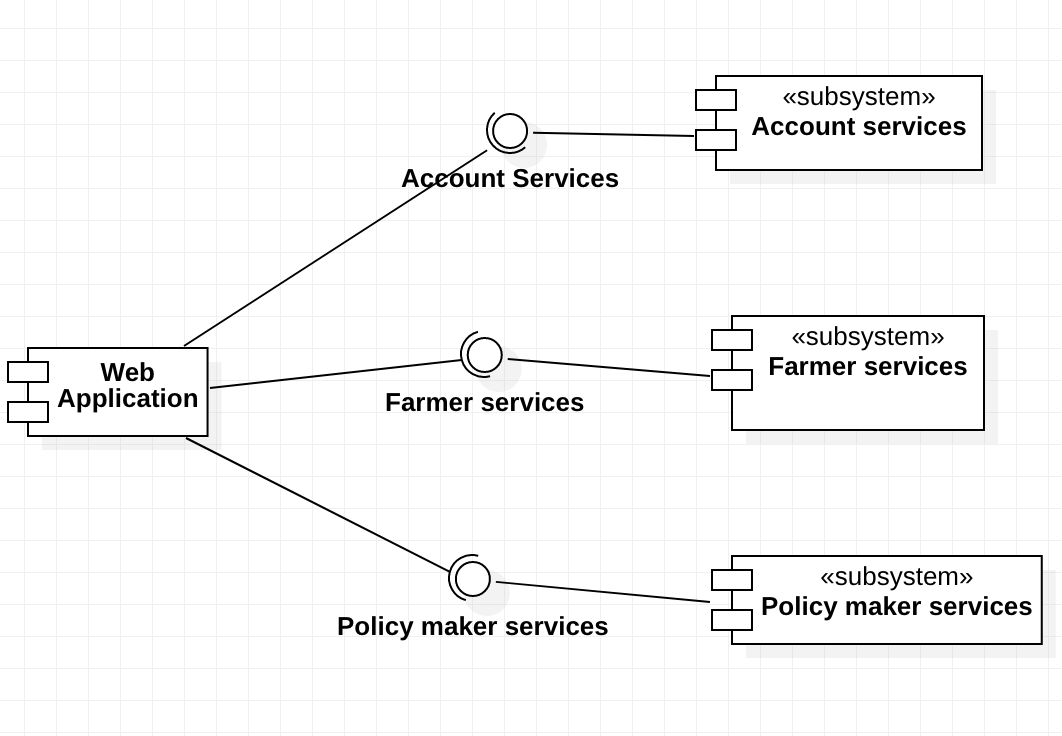 «subsystem»
Account services
Account Services
«subsystem»
Farmer services
Web
Application
Farmer services
«subsystem»
Policy maker services
Policy maker services